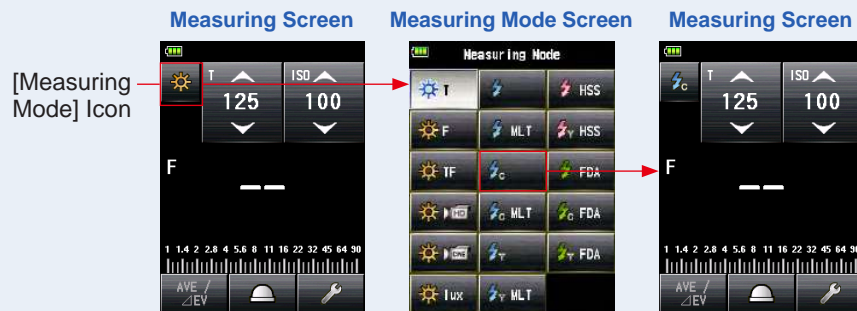 Measuring Screen
Measuring Mode Screen
Measuring Screen
[Measuring
Mode] Icon
T
125
ISO
100
F
1 1.4 2 2.8 4 5.6 8 11 16 22 32 45 64 90
AVE /
⊿EV
Measuring Mode
T
HSS
F
MLT
Y HSS
TF
C
FDA
HD
C MLT
C FDA
CINE
Y
Y FDA
lux
Y MLT
C
T
125
ISO
100
F
1 1.4 2 2.8 4 5.6 8 11 16 22 32 45 64 90
AVE /
⊿EV